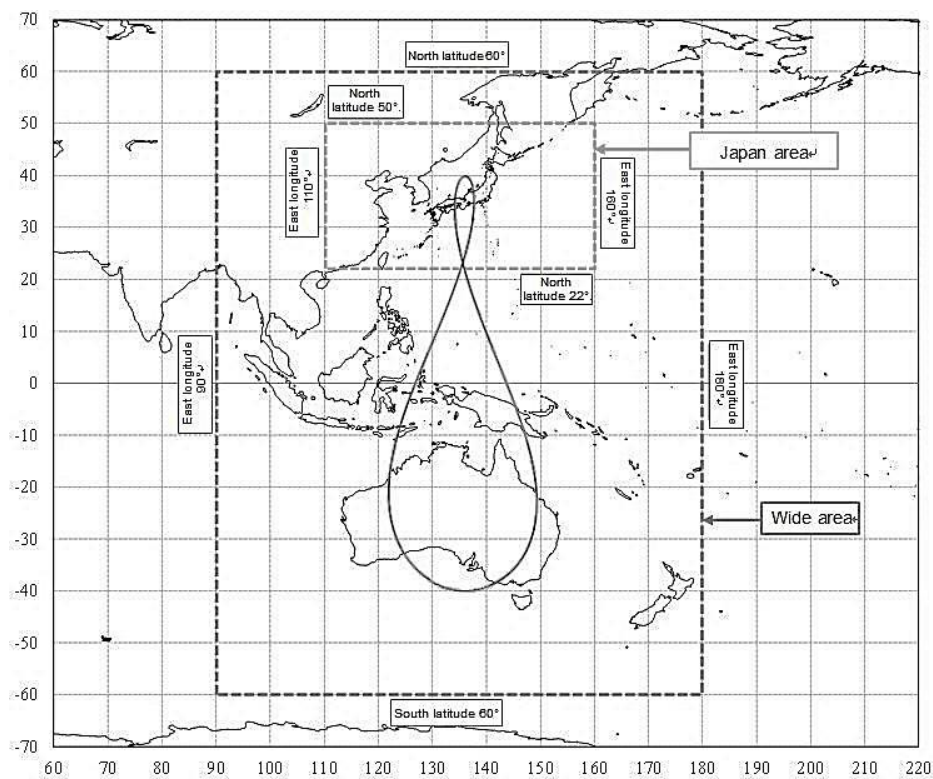 70
North latitude 60°
60
North
latitude 50°.
50
Japan area↵
East longitude
110°↵
East longitude
160°↵
40
30
20
North
latitude 22°.
10
East longitude
90°↵
East longitude
180°↵
0
-10
-20
Wide area↵
-30
-40
-50
-60
South latitude 60°
-70
60 70 80 90 100 110 120 130 140 150 160 170 180 190 200 210 220